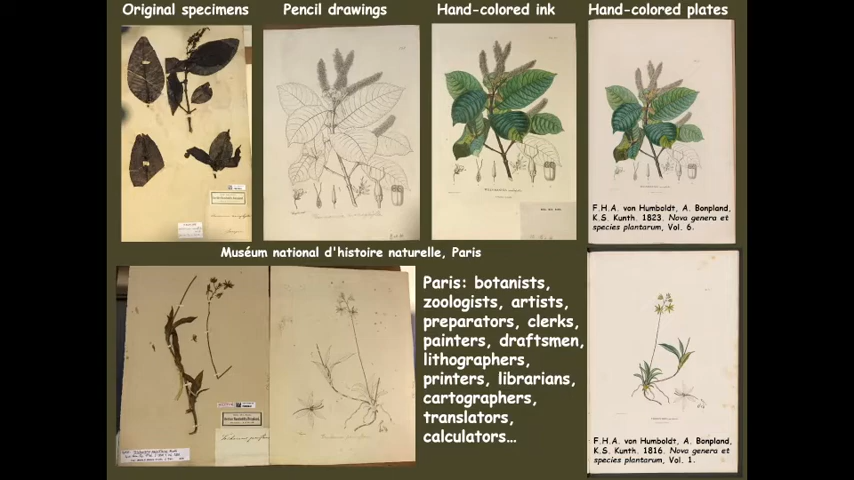 Original specimens
Pencil drawings
Hand-colored ink
Hand-colored plates
F.H.A. von Humboldt, A. Bonpland,
K.S. Kunth. 1823. Nova genera et
species plantarum, Vol. 6.
Muséum national d'histoire naturelle, Paris
Paris: botanists,
zoologists, artists,
preparators, clerks,
painters, draftsmen,
lithographers,
printers, librarians,
cartographers,
translators,
calculators...
F.H.A. von Humboldt, A. Bonpland,
K.S. Kunth. 1816. Nova genera et
species plantarum, Vol. 1.